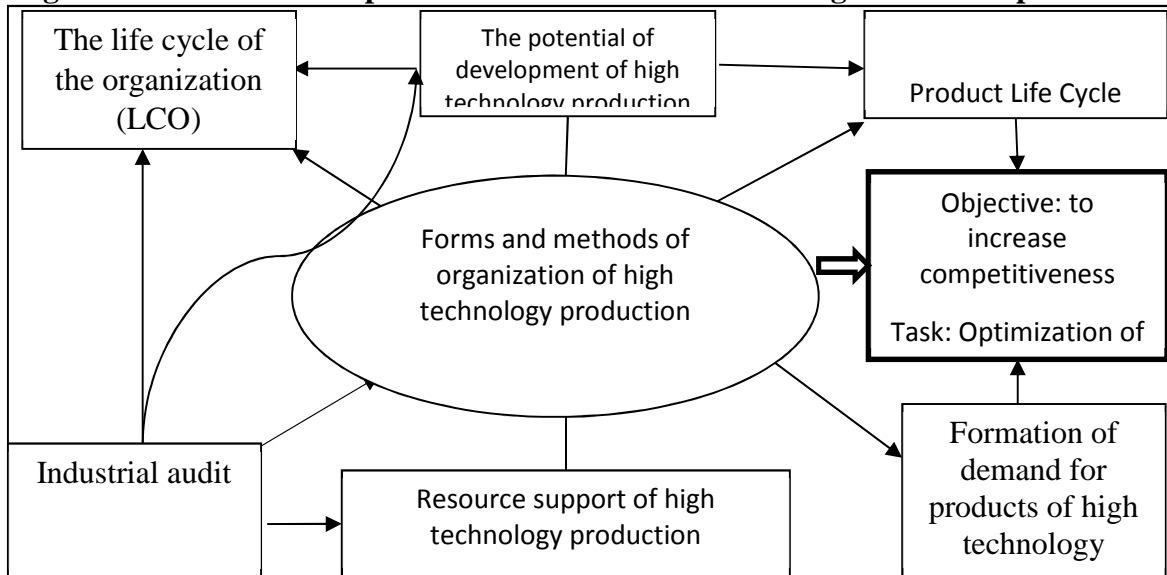 The life cycle of
the organization
(LCO)
The potential of
development of high
technology production
Product Life Cycle
Forms and methods of
organization of high
technology production
Objective: to
increase
competitiveness
Task: Optimization of
Industrial audit
Resource support of high
technology production
Formation of
demand for
products of high
technology